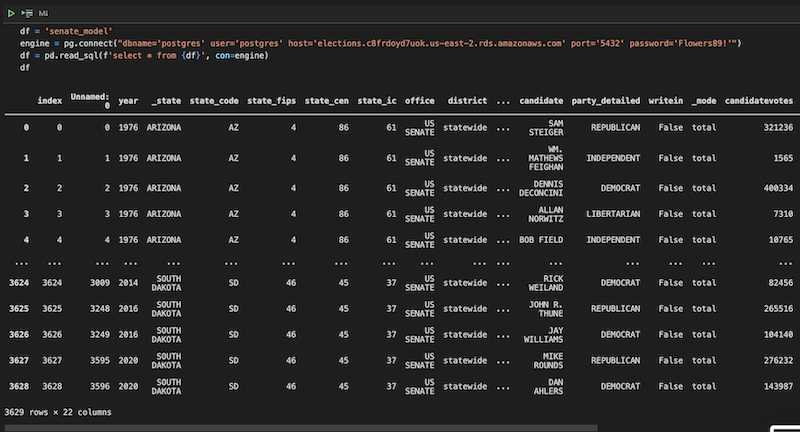 df = 'senate_model'
engine = pg.connect("dbname='postgres' user='postgres' host='elections.c8frdoyd7uok.us-east-2.rds.amazonaws.com' port='5432' password='Flowers89!'")
df = pd.read_sql(f'select * from {df}', con=engine)
df
index Unnamed: 0 year _state state_code state_fips state_cen state_ic office district ... candidate party_detailed writein _mode candidatevotes
0 0 0 1976 ARIZONA AZ 4 86 61 US SENATE statewide ... SAM STEIGER REPUBLICAN False total 321236
1 1 1 1976 ARIZONA AZ 4 86 61 US SENATE statewide ... WM. MATHEWS FEIGHAN INDEPENDENT False total 1565
2 2 2 1976 ARIZONA AZ 4 86 61 US SENATE statewide ... DENNIS DECONCINI DEMOCRAT False total 400334
3 3 3 1976 ARIZONA AZ 4 86 61 US SENATE statewide ... ALLAN NORWITZ LIBERTARIAN False total 7310
4 4 4 1976 ARIZONA AZ 4 86 61 US SENATE statewide ... BOB FIELD INDEPENDENT False total 10765
... ... ... ... ... ... ... ... ... ... ... ... ... ... ... ... ...
3624 3624 3009 2014 SOUTH DAKOTA SD 46 45 37 US SENATE statewide ... RICK WEILAND DEMOCRAT False total 82456
3625 3625 3248 2016 SOUTH DAKOTA SD 46 45 37 US SENATE statewide ... JOHN R. THUNE REPUBLICAN False total 265516
3626 3626 3249 2016 SOUTH DAKOTA SD 46 45 37 US SENATE statewide ... JAY WILLIAMS DEMOCRAT False total 104140
3627 3627 3595 2020 SOUTH DAKOTA SD 46 45 37 US SENATE statewide ... MIKE ROUNDS REPUBLICAN False total 276232
3628 3628 3596 2020 SOUTH DAKOTA SD 46 45 37 US SENATE statewide ... DAN AHLERS DEMOCRAT False total 143987
3629 rows × 22 columns